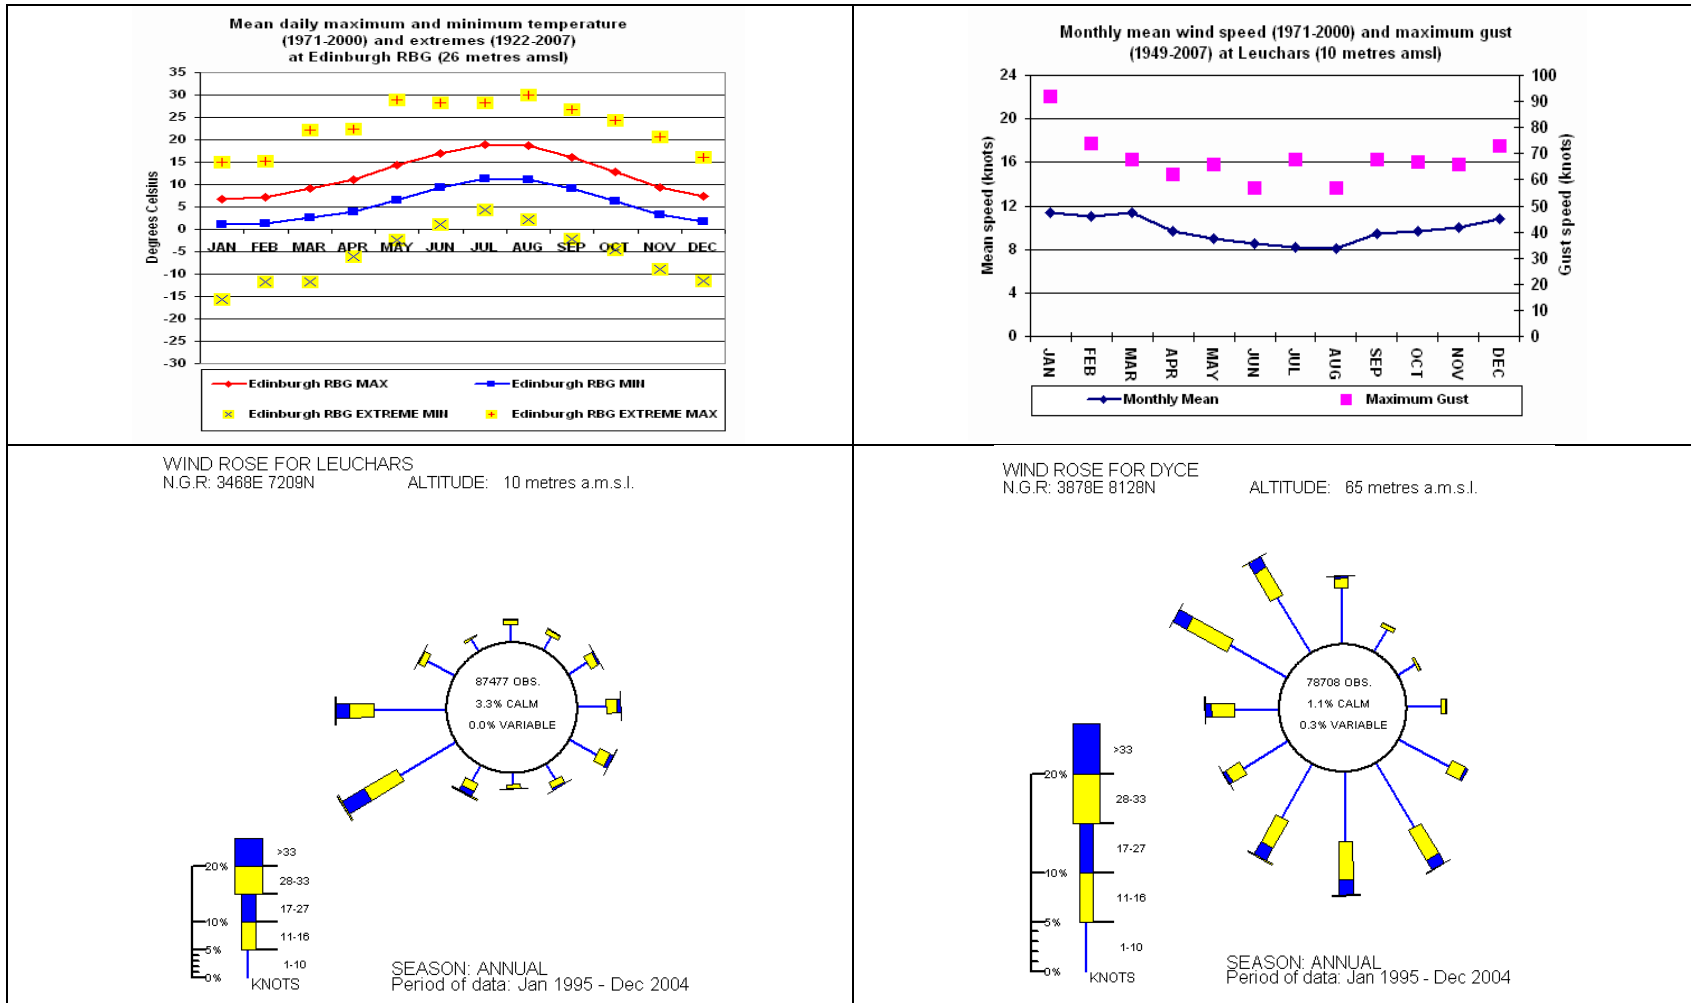 Mean daily maximum and minimum temperature
(1971-2000) and extremes (1922-2007)
at Edinburgh RBG (26 metres amsl)
Degrees Celsius
35
30
25
20
15
10
5
0
-5
-10
-15
-20
-25
-30
JAN FEB MAR APR MAY JUN JUL AUG SEP OCT NOV DEC
Edinburgh RBG MAX
Edinburgh RBG MIN
Edinburgh RBG EXTREME MIN
Edinburgh RBG EXTREME MAX
Monthly mean wind speed (1971-2000) and maximum gust
(1949-2007) at Leuchars (10 metres amsl)
Mean speed (knots)
24
20
16
12
8
4
0
100
90
80
70
60
50
40
30
20
10
0
Gust speed (knots)
JAN FEB MAR APR MAY JUN JUL AUG SEP OCT NOV DEC
Monthly Mean
Maximum Gust
WIND ROSE FOR LEUCHARS
N.G.R: 3468E 7209N ALTITUDE: 10 metres a.m.s.l.
87477 OBS.
3.3% CALM
0.0% VARIABLE
>33
20%
28-33
17-27
10%
11-16
5%
1-10
0%
KNOTS
SEASON: ANNUAL
Period of data: Jan 1995 - Dec 2004
WIND ROSE FOR DYCE
N.G.R: 3878E 8128N ALTITUDE: 65 metres a.m.s.l.
78708 OBS.
1.1% CALM
0.3% VARIABLE
>33
20%
28-33
17-27
10%
11-16
5%
1-10
0%
KNOTS
SEASON: ANNUAL
Period of data: Jan 1995 - Dec 2004